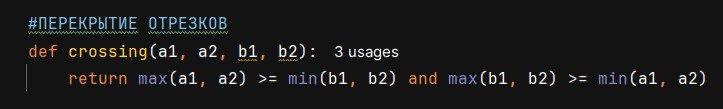 #ПЕРЕКРЫТИЕ ОТРЕЗКОВ
def crossing(a1, a2, b1, b2):  3 usages
    return max(a1, a2) >= min(b1, b2) and max(b1, b2) >= min(a1, a2)